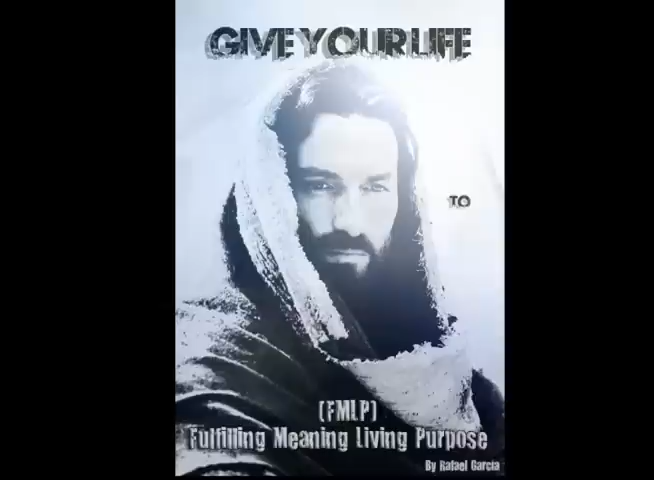 GIVE YOUR LIFE
TO
(FMLP)
Fulfilling Meaning Living Purpose
By Rafael Garcia